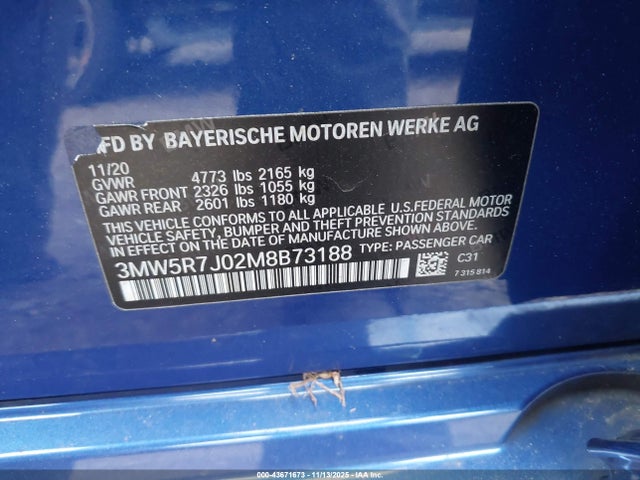 MFD BY BAYERISCHE MOTOREN WERKE AG
11/20
GVWR 4773 lbs 2165 kg
GAWR FRONT 2326 lbs 1055 kg
GAWR REAR 2601 lbs 1180 kg
THIS VEHICLE CONFORMS TO ALL APPLICABLE U.S.FEDERAL MOTOR
VEHICLE SAFETY, BUMPER AND THEFT PREVENTION STANDARDS
IN EFFECT ON THE DATE OF MANUFACTURE SHOWN ABOVE.
3MW5R7J02M8B73188 TYPE: PASSENGER CAR
C31
7 315 814
000-43671673 - 11/13/2025 - IAAC Inc.